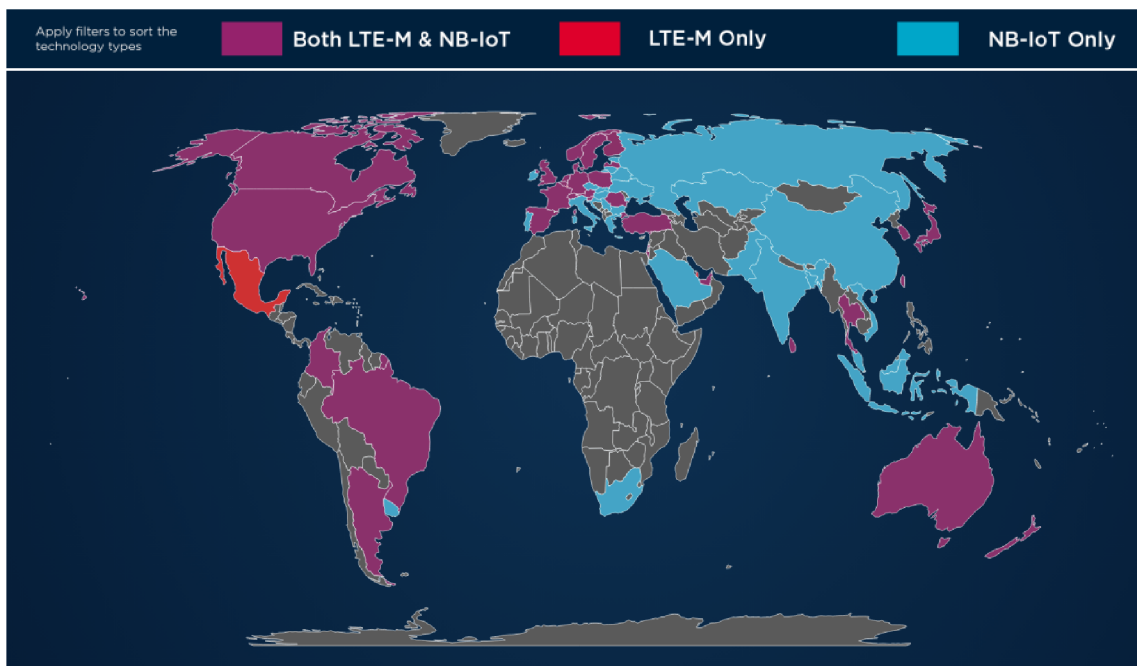 Apply filters to sort the
technology types
Both LTE-M & NB-IoT
LTE-M Only
NB-IoT Only